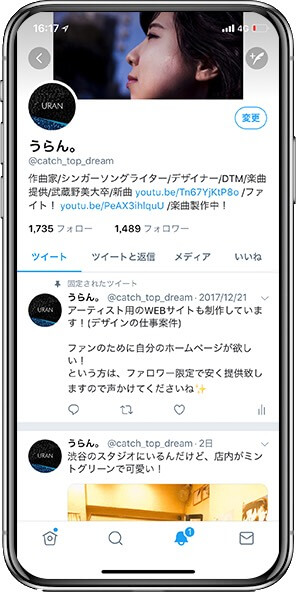 16:17
4G
URAN
変更
うらん。
@catch_top_dream
作曲家/シンガーソングライター/デザイナー/DTM/楽曲
提供/武蔵野美大卒/新曲 youtu.be/Tn67YjKtP8o /ファ
イト！ youtu.be/PeAX3ihlquU /楽曲製作中！
1,735 フォロー 1,489 フォロワー
ツイート ツイートと返信 メディア いいね
固定されたツイート
URAN
うらん。 @catch_top_dream · 2017/12/21
アーティスト用のWEBサイトも制作していま
す！(デザインの仕事案件)
ファンのために自分のホームページが欲し
い！
という方は、フォロワー限定で安く提供致し
ますので声かけてくださいね✨
URAN
うらん。 @catch_top_dream · 2日
渋谷のスタジオにいるんだけど、店内がミン
トグリーンで可愛い！
1